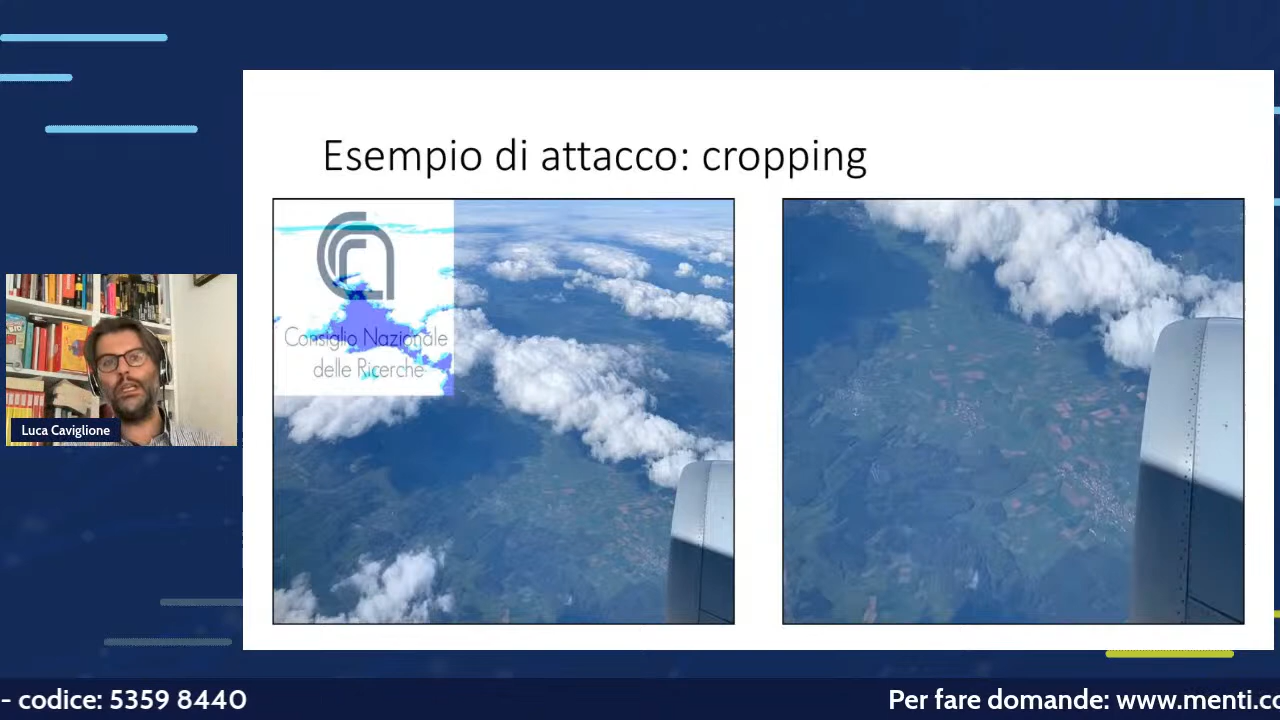 Esempio di attacco: cropping
Consiglio Nazionale
delle Ricerche
Luca Caviglione
- codice: 5359 8440
Per fare domande: www.menti.co